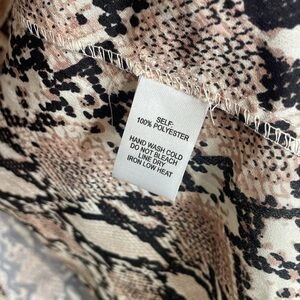 SELF:
100% POLYESTER
HAND WASH COLD
DO NOT BLEACH
LINE DRY
IRON LOW HEAT